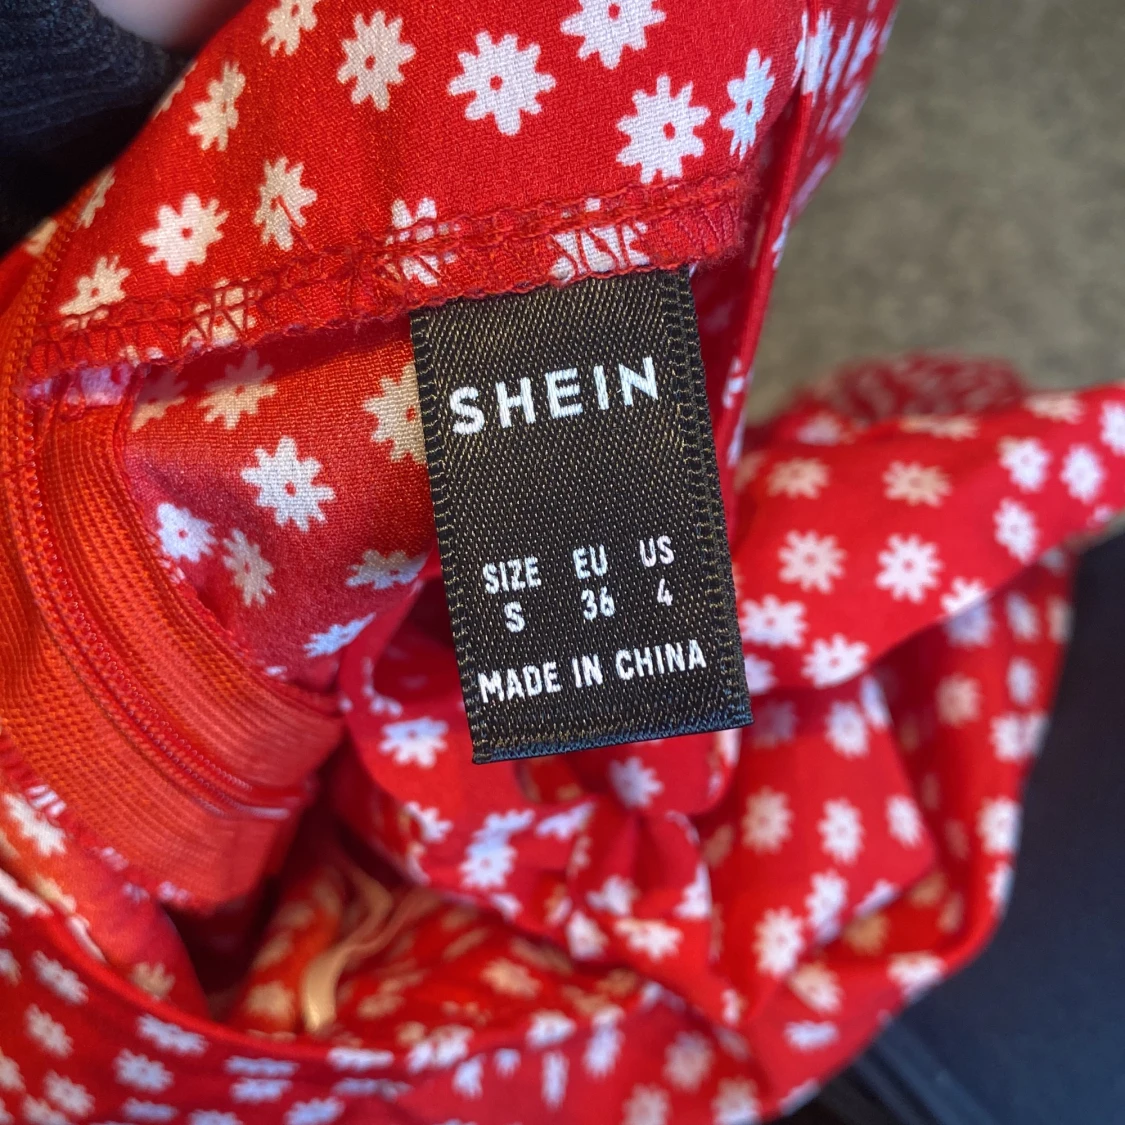 SHEIN
SIZE EU US
S 36 4
MADE IN CHINA